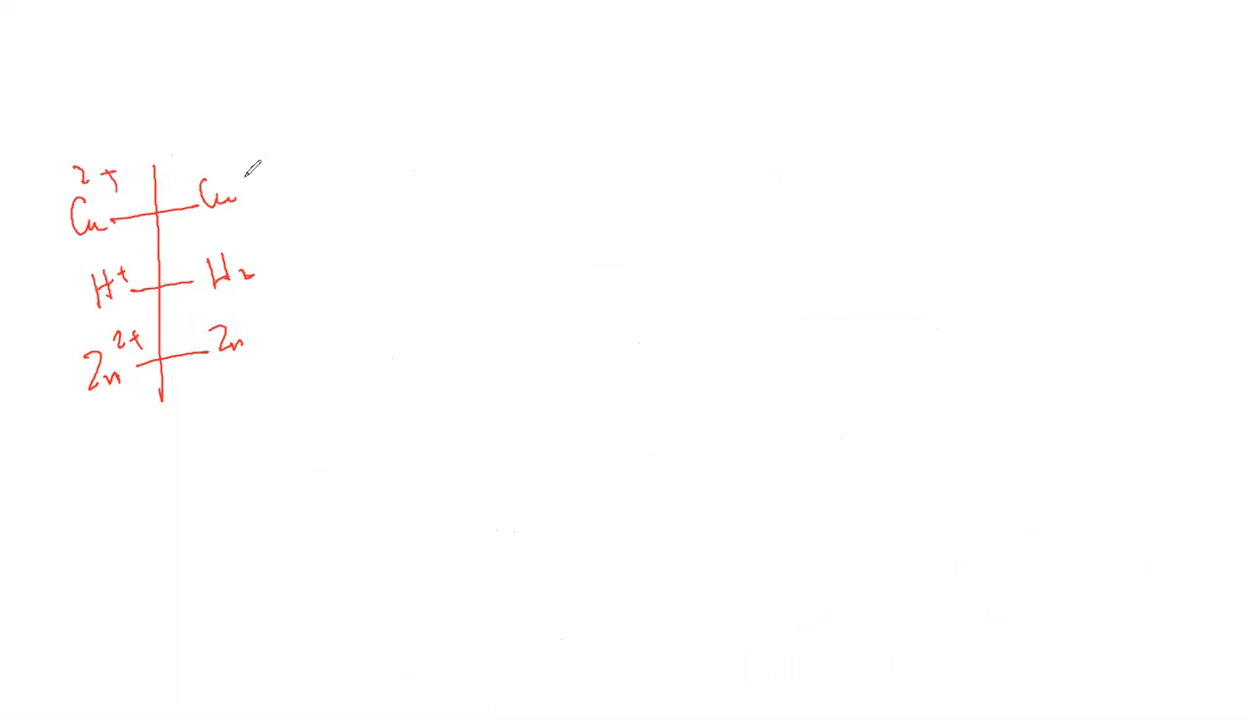 Cu²⁺ Cu
H⁺ H₂
Zn²⁺ Zn